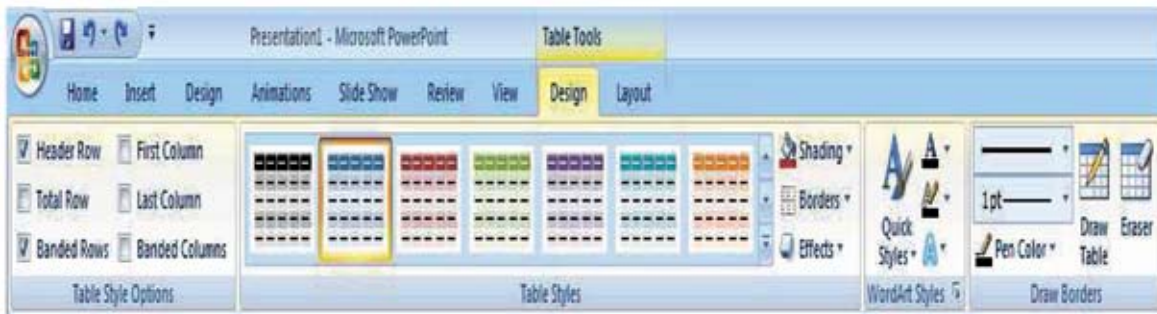 Presentation1 - Microsoft PowerPoint Table Tools
Home Insert Design Animations Slide Show Review View Design Layout
Header Row First Column
Total Row Last Column
Banded Rows Banded Columns
Table Style Options
Shading
Borders
Effects
Table Styles
Quick
Styles
A
A
A
WordArt Styles
1 pt
Pen Color
Draw
Table
Eraser
Draw Borders